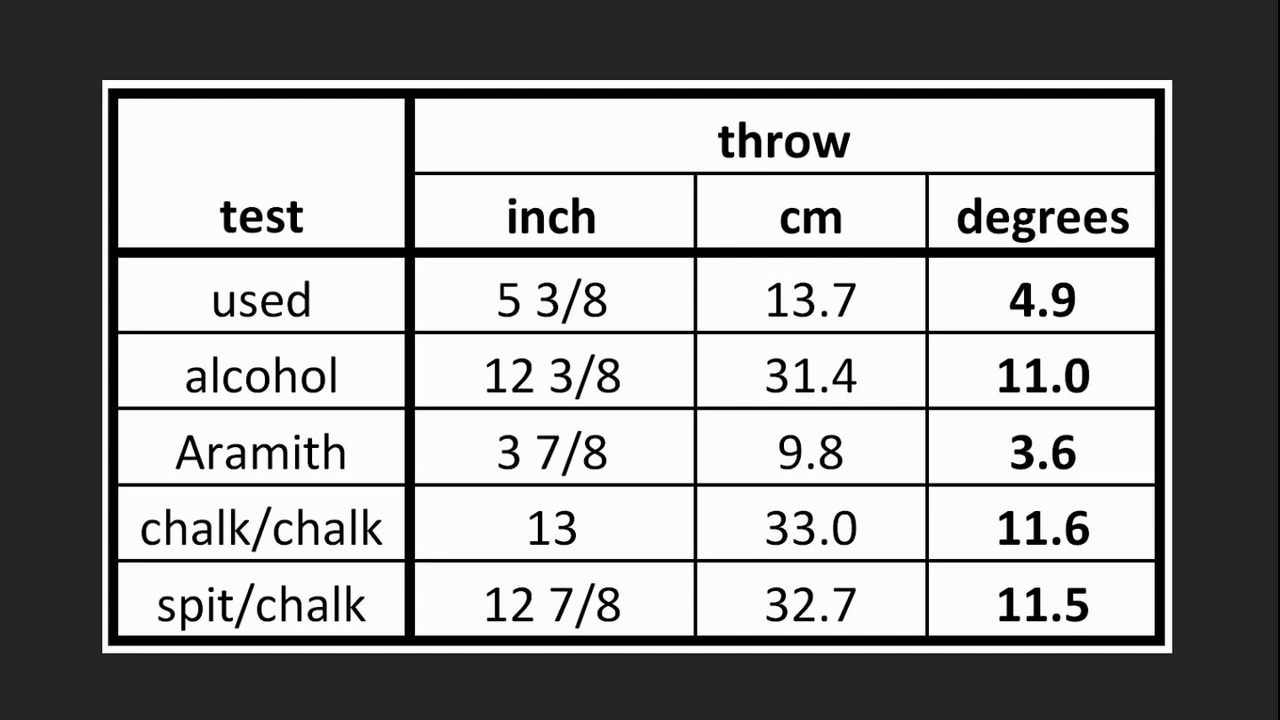 throw
test inch cm degrees
used 5 3/8 13.7 4.9
alcohol 12 3/8 31.4 11.0
Aramith 3 7/8 9.8 3.6
chalk/chalk 13 33.0 11.6
spit/chalk 12 7/8 32.7 11.5